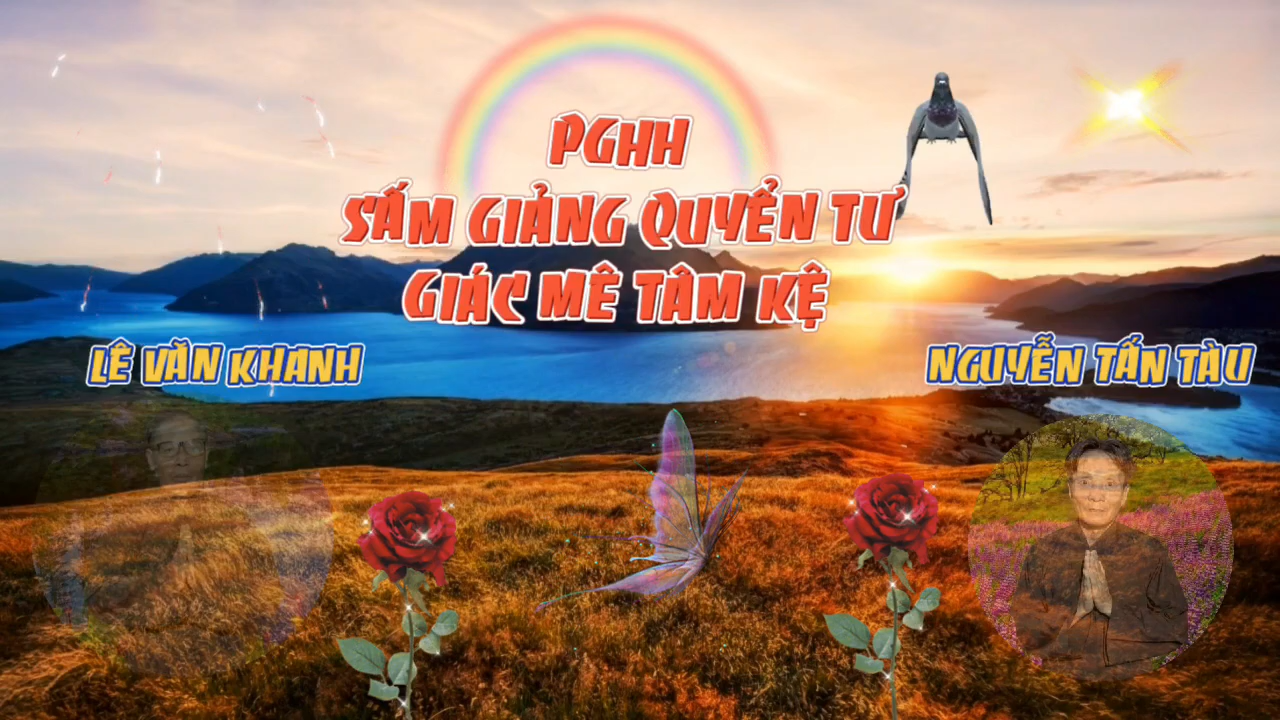 PGHH
SẤM GIẢNG QUYỂN TƯ
GIÁC MÊ TÂM KỆ
LÊ VĂN KHANH
NGUYỄN TẤN TÀU